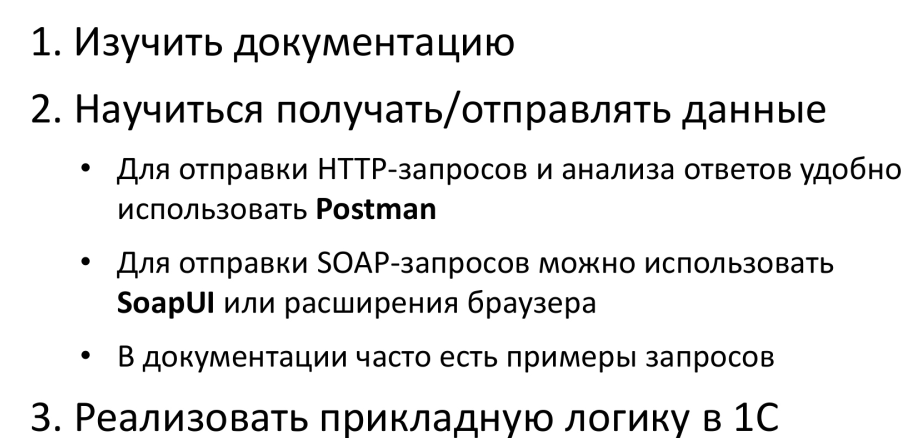 1. Изучить документацию
2. Научиться получать/отправлять данные
• Для отправки HTTP-запросов и анализа ответов удобно
использовать Postman
• Для отправки SOAP-запросов можно использовать
SoapUI или расширения браузера
• В документации часто есть примеры запросов
3. Реализовать прикладную логику в 1С